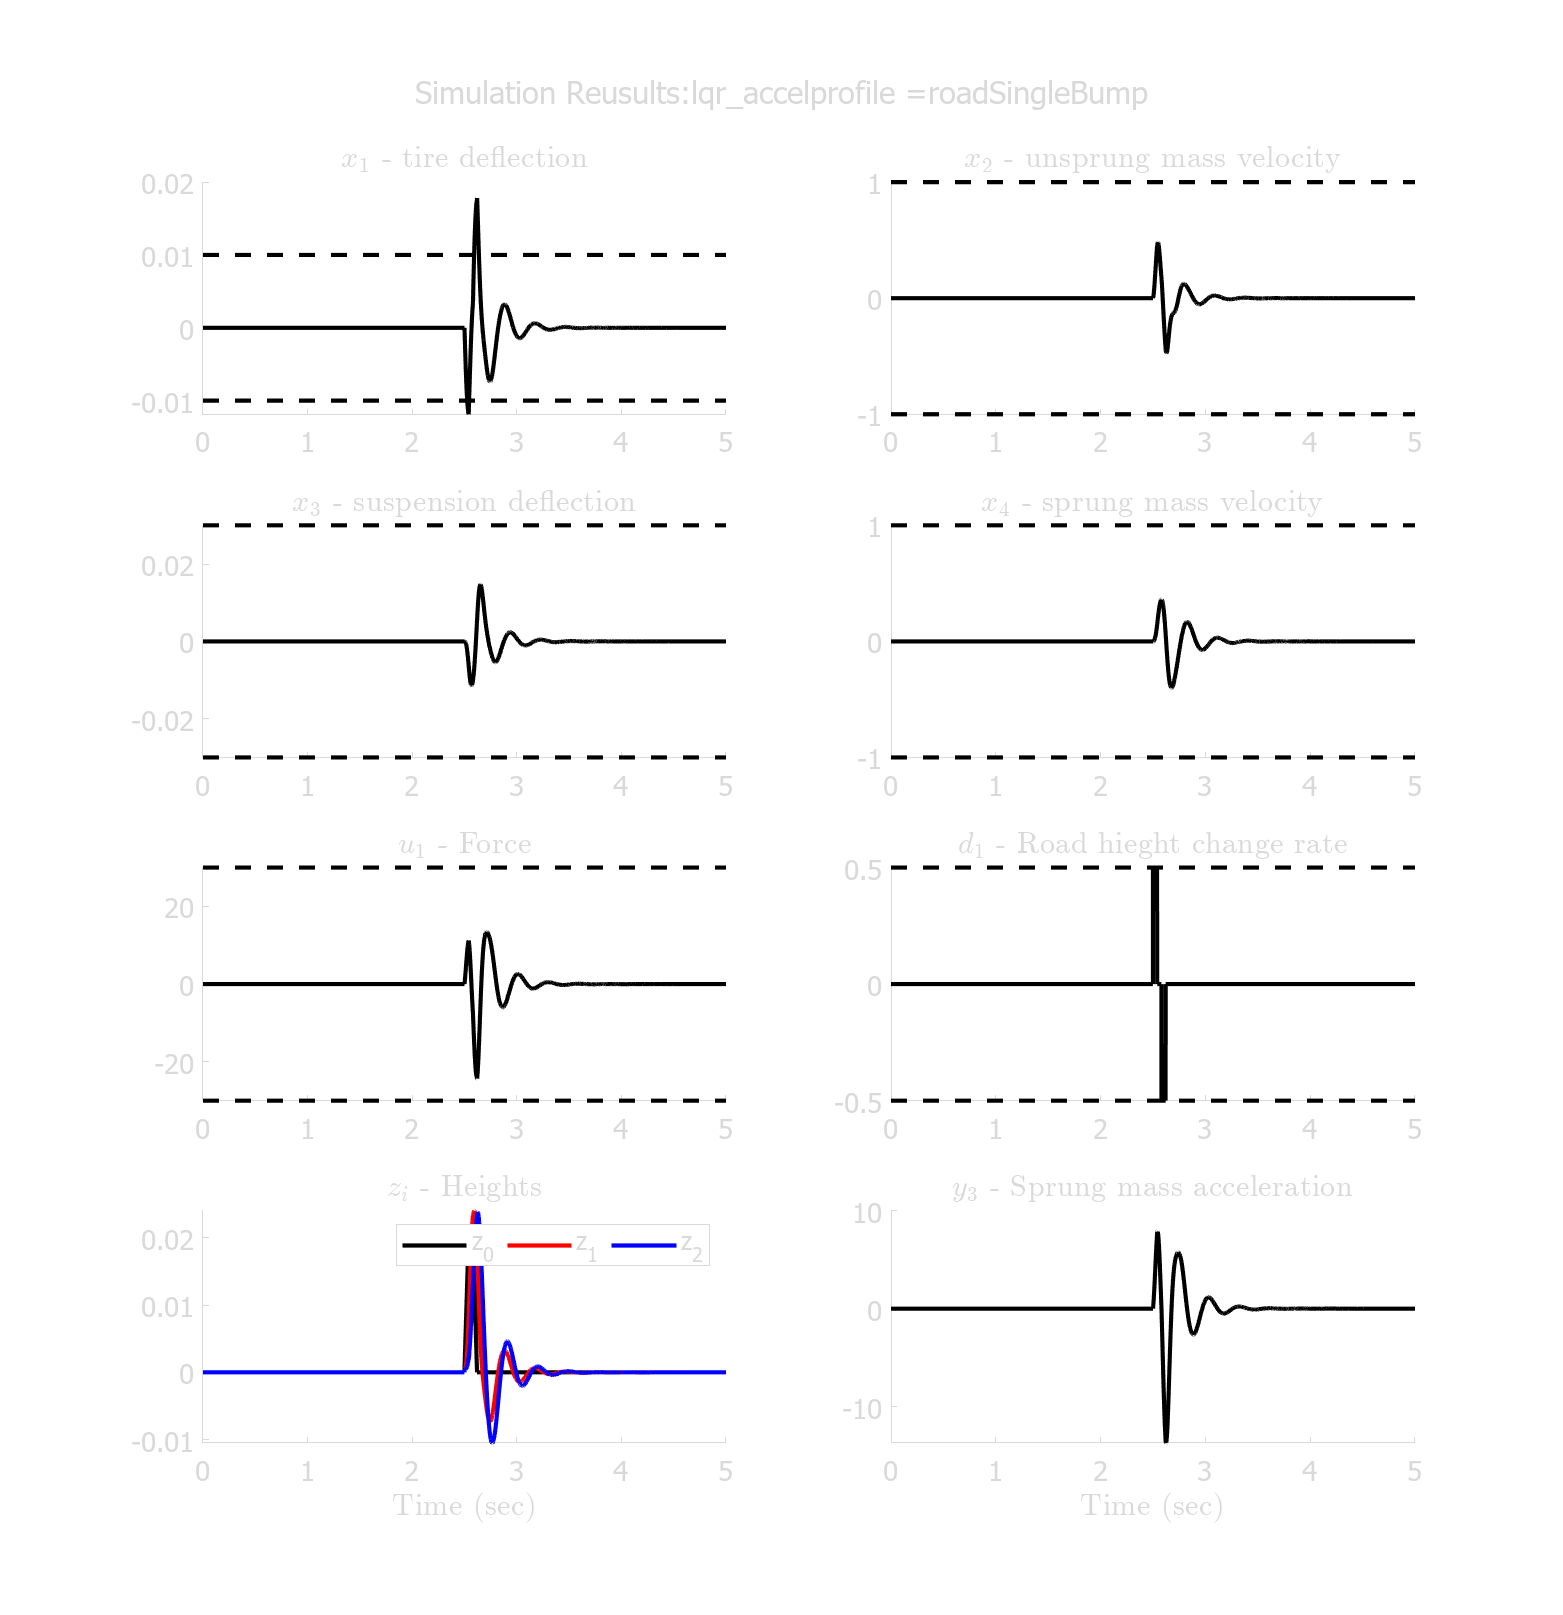 Simulation Reusults:lqr_accelprofile =roadSingleBump
x1 - tire deflection
0.02
0.01
0
-0.01
0 1 2 3 4 5
x2 - unsprung mass velocity
1
0
-1
0 1 2 3 4 5
x3 - suspension deflection
0.02
0
-0.02
0 1 2 3 4 5
x4 - sprung mass velocity
1
0
-1
0 1 2 3 4 5
u1 - Force
20
0
-20
0 1 2 3 4 5
d1 - Road hieght change rate
0.5
0
-0.5
0 1 2 3 4 5
zi - Heights
z0 z1 z2
0.02
0.01
0
-0.01
0 1 2 3 4 5
Time (sec)
y3 - Sprung mass acceleration
10
0
-10
0 1 2 3 4 5
Time (sec)